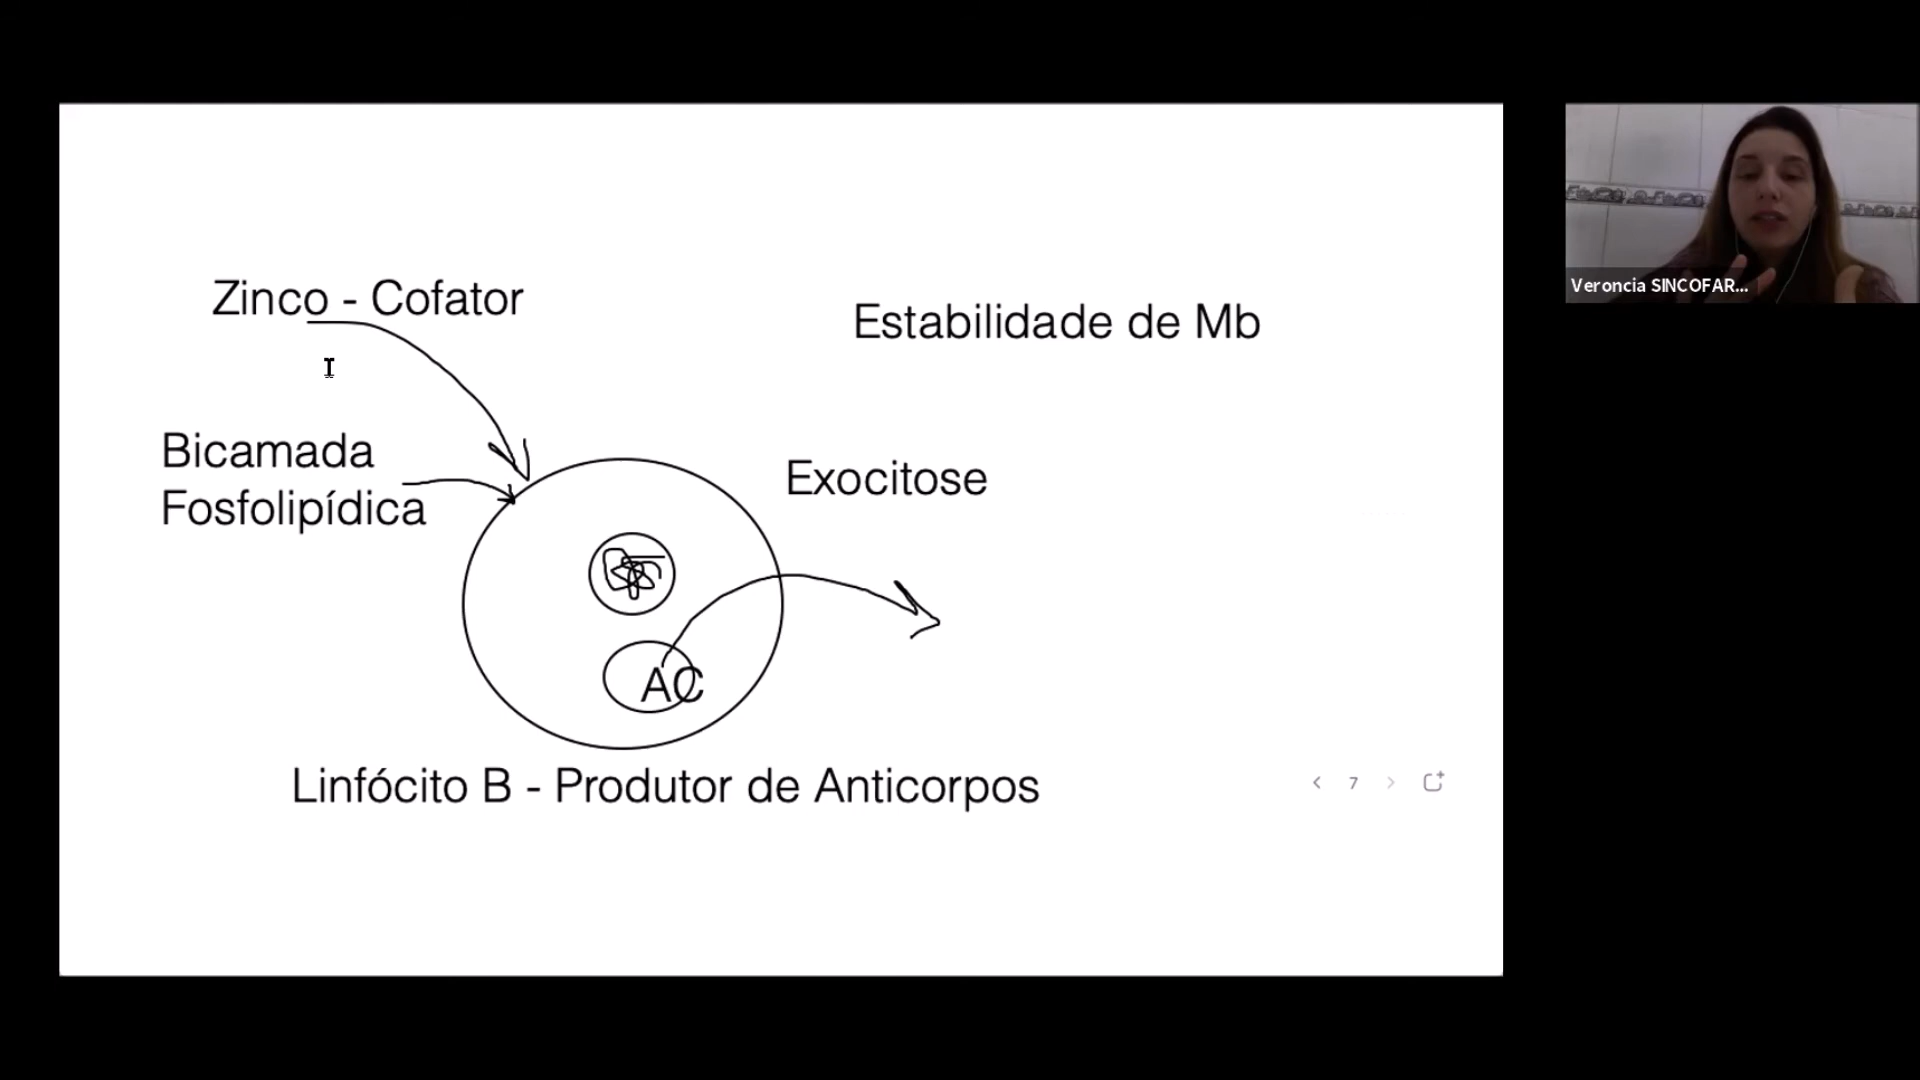 Zinco - Cofator
Estabilidade de Mb
Bicamada
Fosfolipídica
Exocitose
AC
Linfócito B - Produtor de Anticorpos
7
Veroncia SINCOFAR...